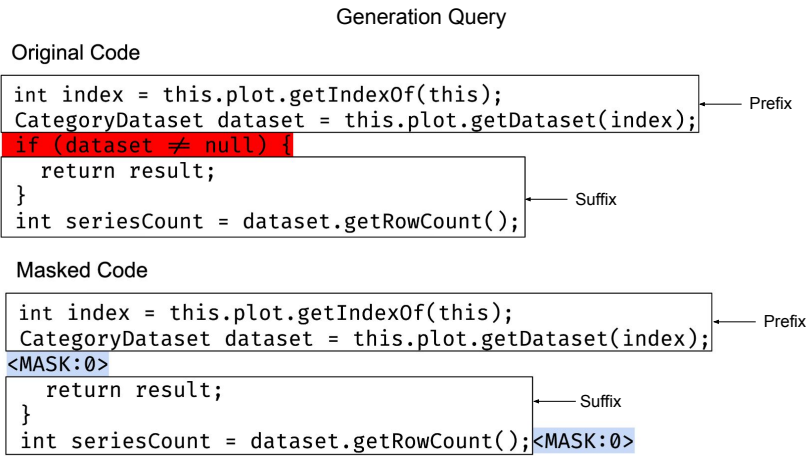 Generation Query
Original Code
int index = this.plot.getIndexOf(this);
CategoryDataset dataset = this.plot.getDataset(index);
Prefix
if (dataset ≠ null) {
return result;
}
Suffix
int seriesCount = dataset.getRowCount();
Masked Code
int index = this.plot.getIndexOf(this);
CategoryDataset dataset = this.plot.getDataset(index);
Prefix
<MASK:0>
return result;
}
Suffix
int seriesCount = dataset.getRowCount();<MASK:0>